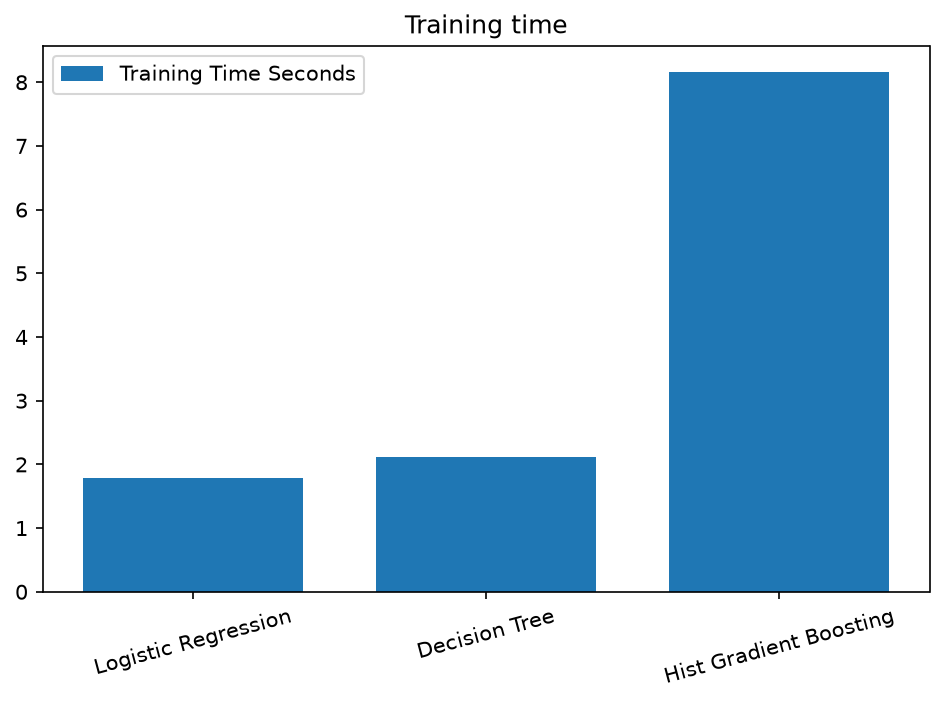 Training time
Training Time Seconds
8
7
6
5
4
3
2
1
0
Logistic Regression
Decision Tree
Hist Gradient Boosting